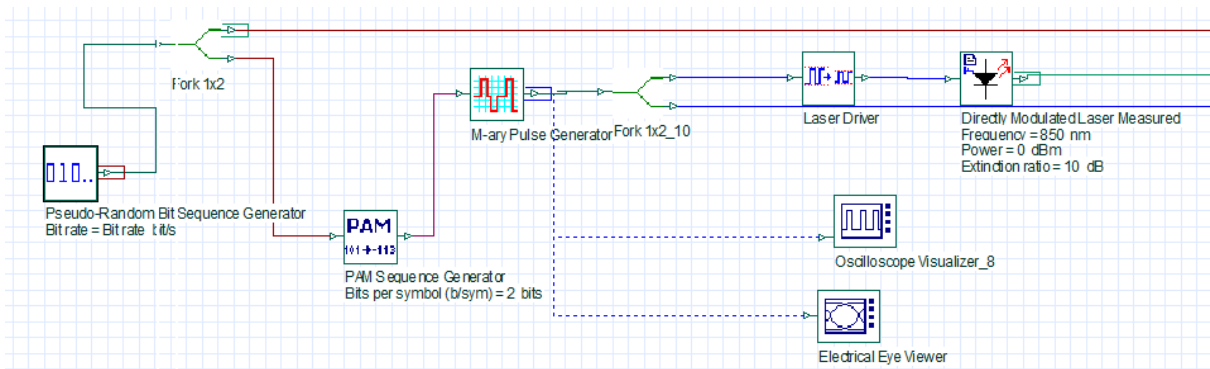 Fork 1x2
010..
Pseudo-Random Bit Sequence Generator
Bit rate = Bit rate bit/s
PAM
PAM Sequence Generator
Bits per symbol (b/sym) = 2 bits
M-ary Pulse Generator
Fork 1x2_10
Laser Driver
Directly Modulated Laser Measured
Frequency = 850 nm
Power = 0 dBm
Extinction ratio = 10 dB
Oscilloscope Visualizer_8
Electrical Eye Viewer